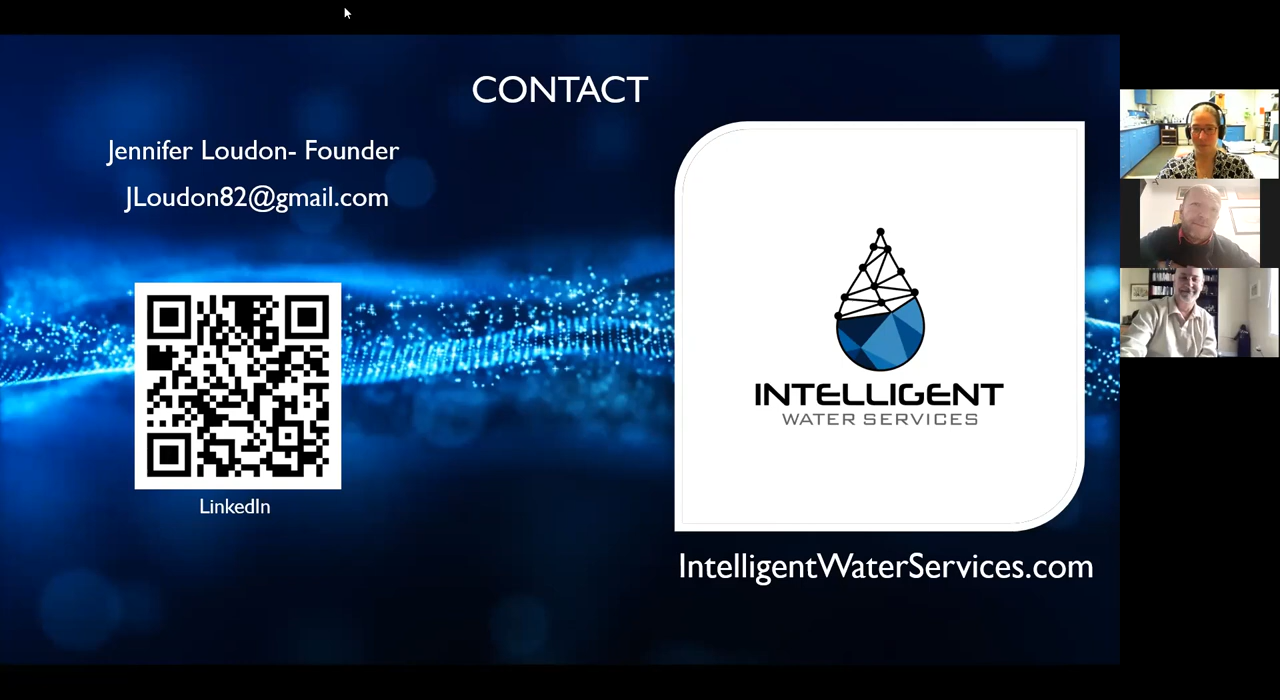 CONTACT
Jennifer Loudon- Founder
JLoudon82@gmail.com
LinkedIn
INTELLIGENT
WATER SERVICES
IntelligentWaterServices.com